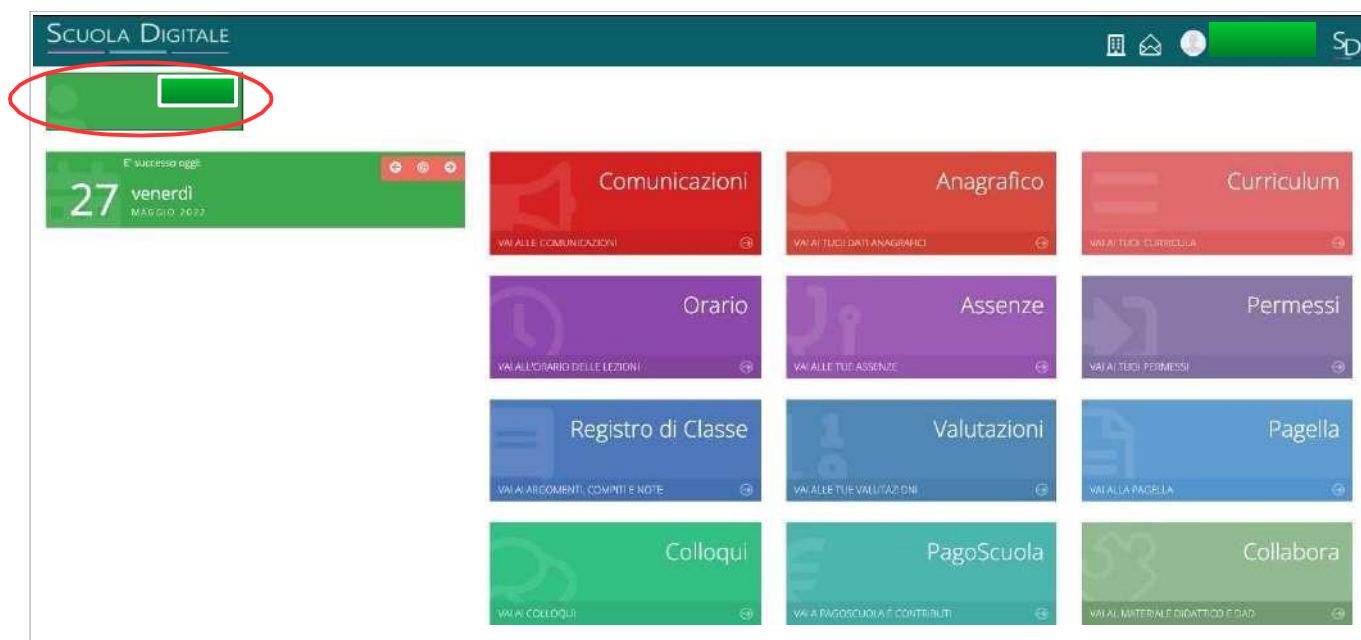 SCUOLA DIGITALE
SD
E' successo oggi:
27 venerdì
MAGGIO 2022
Comunicazioni
VAI ALLE COMUNICAZIONI
Anagrafico
VAI AI TUOI DATI ANAGRAFICI
Curriculum
VAI AI TUOI CURRICULA
Orario
VAI ALL'ORARIO DELLE LEZIONI
Assenze
VAI ALLE TUE ASSENZE
Permessi
VAI AI TUOI PERMESSI
Registro di Classe
VAI AI ARGOMENTI, COMPITI E NOTE
Valutazioni
VAI ALLE TUE VALUTAZIONI
Pagella
VAI ALLA PAGELLA
Colloqui
VAI AI COLLOQUI
PagoScuola
VAI A PAGOSCUOLA E CONTRIBUTI
Collabora
VAI AL MATERIALE DIDATTICO E DAD